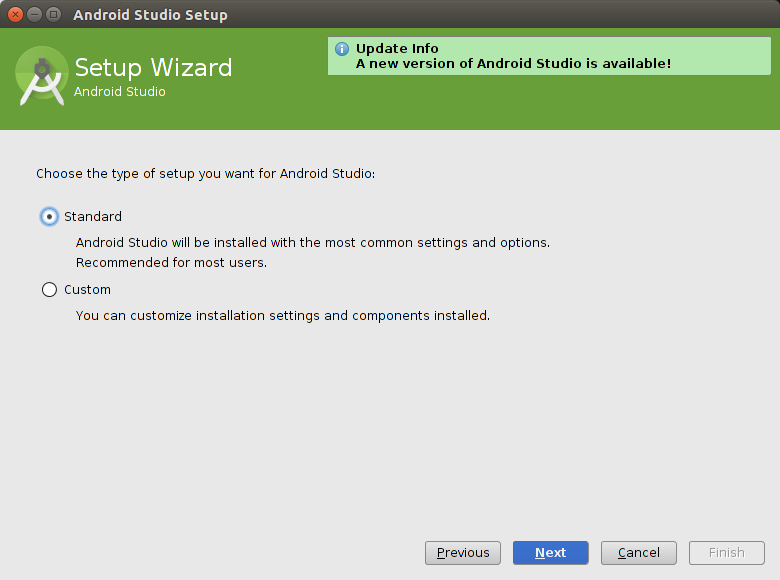 Android Studio Setup
Setup Wizard
Android Studio
Update Info
A new version of Android Studio is available!
Choose the type of setup you want for Android Studio:
Standard
Android Studio will be installed with the most common settings and options.
Recommended for most users.
Custom
You can customize installation settings and components installed.
Previous Next Cancel Finish